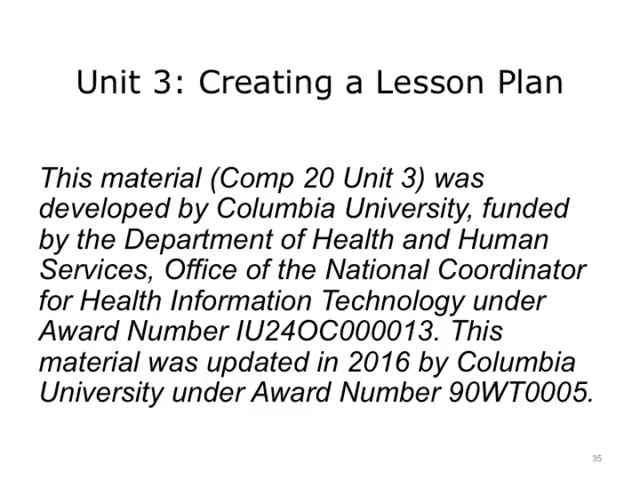 Unit 3: Creating a Lesson Plan
This material (Comp 20 Unit 3) was
developed by Columbia University, funded
by the Department of Health and Human
Services, Office of the National Coordinator
for Health Information Technology under
Award Number IU24OC000013. This
material was updated in 2016 by Columbia
University under Award Number 90WT0005.
35